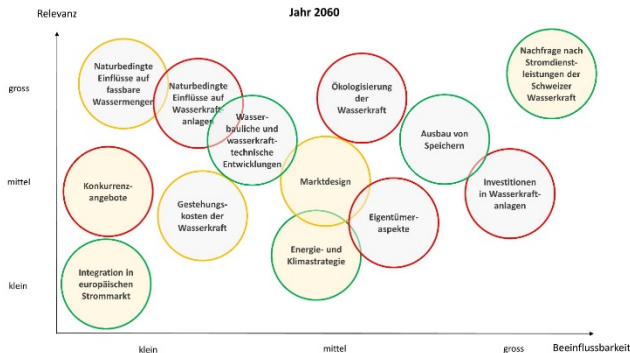 Relevanz
Jahr 2060
gross
mittel
klein
Naturbedingte
Einflüsse auf
fassbare
Wassermengen
Naturbedingte
Einflüsse auf
Wasserkraft
anlagen
Wasser-
bauliche und
wasserkraft-
technische
Entwicklungen
Ökologisierung
der
Wasserkraft
Ausbau von
Speichern
Nachfrage nach
Stromdienst-
leistungen der
Schweizer
Wasserkraft
Konkurrenz-
angebote
Gestehungs-
kosten der
Wasserkraft
Marktdesign
Eigentümer-
aspekte
Investitionen
in Wasserkraft-
anlagen
Integration in
europäischen
Strommarkt
Energie- und
Klimastrategie
klein
mittel
gross
Beeinflussbarkeit